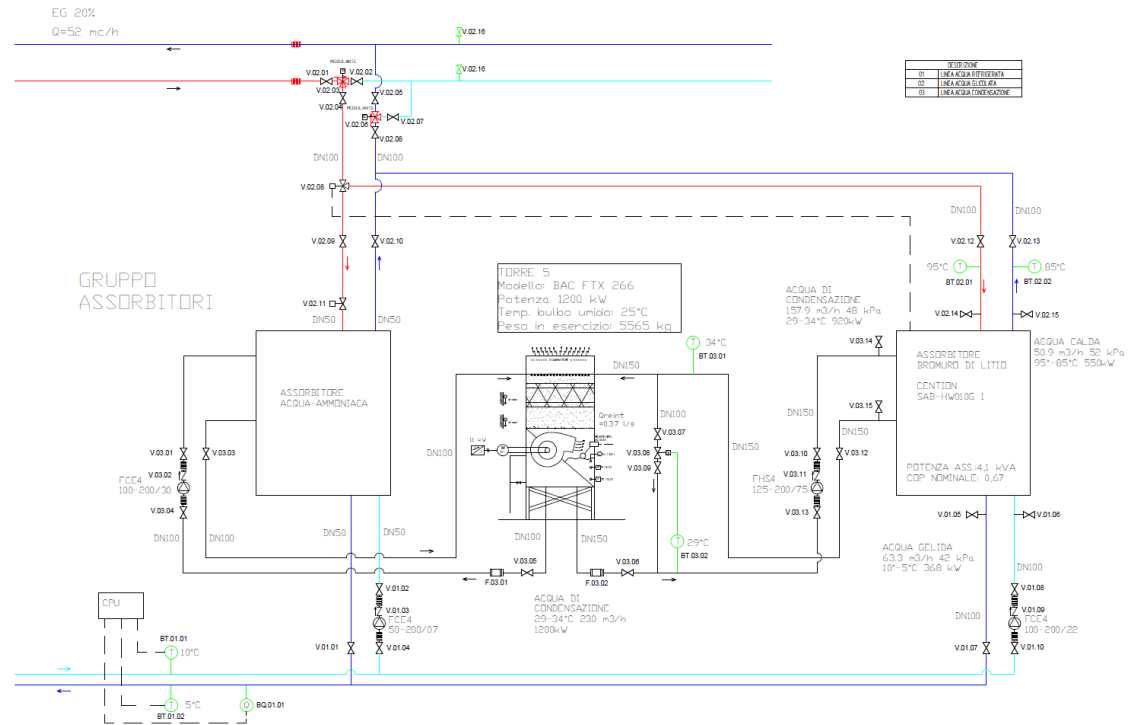 EG 20%
Q=52 mc/h
V.02.16
V.02.16
MODULANTE
V.02.01
V.02.02
V.02.03
V.02.04
V.02.05
MODULANTE
V.02.06
V.02.07
V.02.08
DESCRIZIONE
01 LINEA ACQUA REFRIGERATA
02 LINEA ACQUA GLICOLATA
03 LINEA ACQUA CONDENSAZIONE
DN100
DN100
V.02.08
DN100
DN100
V.02.09
V.02.10
V.02.12
V.02.13
95°C
T
T
85°C
BT.02.01
BT.02.02
GRUPPO
ASSORBITORI
TORRE 5
Modello: BAC FTX 266
Potenza 1200 kW
Temp. bulbo umido: 25°C
Peso in esercizio: 5565 kg
ACQUA DI
CONDENSAZIONE
157.9 m3/h 48 kPa
29-34°C 920kW
V.02.11
DN50
DN50
V.02.14
V.02.15
T
34°C
BT.03.01
V.03.14
ACQUA CALDA
50.9 m3/h 52 kPa
95°-85°C 550kW
ASSORBITORE
ACQUA-AMMONIACA
ASSORBITORE
BROMURO DI LITIO
CENTION
SAB-HW010G 1
DN150
DN100
Qreint
=0.37 l/s
V.03.07
V.03.08
V.03.09
V.03.15
DN150
DN150
DN150
V.03.01
V.03.03
V.03.02
FCE4
100-200/30
V.03.04
DN100
11 kW
V.03.10
V.03.12
V.03.11
FHS4
125-200/75
V.03.13
POTENZA ASS.:4,1 kVA
COP NOMINALE: 0,67
V.01.05
V.01.06
DN100
DN100
DN50
DN50
DN100
DN150
T
29°C
BT.03.02
F.03.01
V.03.05
F.03.02
V.03.06
ACQUA GELIDA
63.3 m3/h 42 kPa
10°-5°C 368 kW
DN100
ACQUA DI
CONDENSAZIONE
29-34°C 230 m3/h
1200kW
CPU
V.01.02
V.01.03
FCE4
50-200/07
V.01.01
V.01.04
V.01.08
V.01.09
FCE4
100-200/22
DN100
V.01.07
V.01.10
BT.01.01
T
10°C
T
5°C
BT.01.02
Q
BQ.01.01